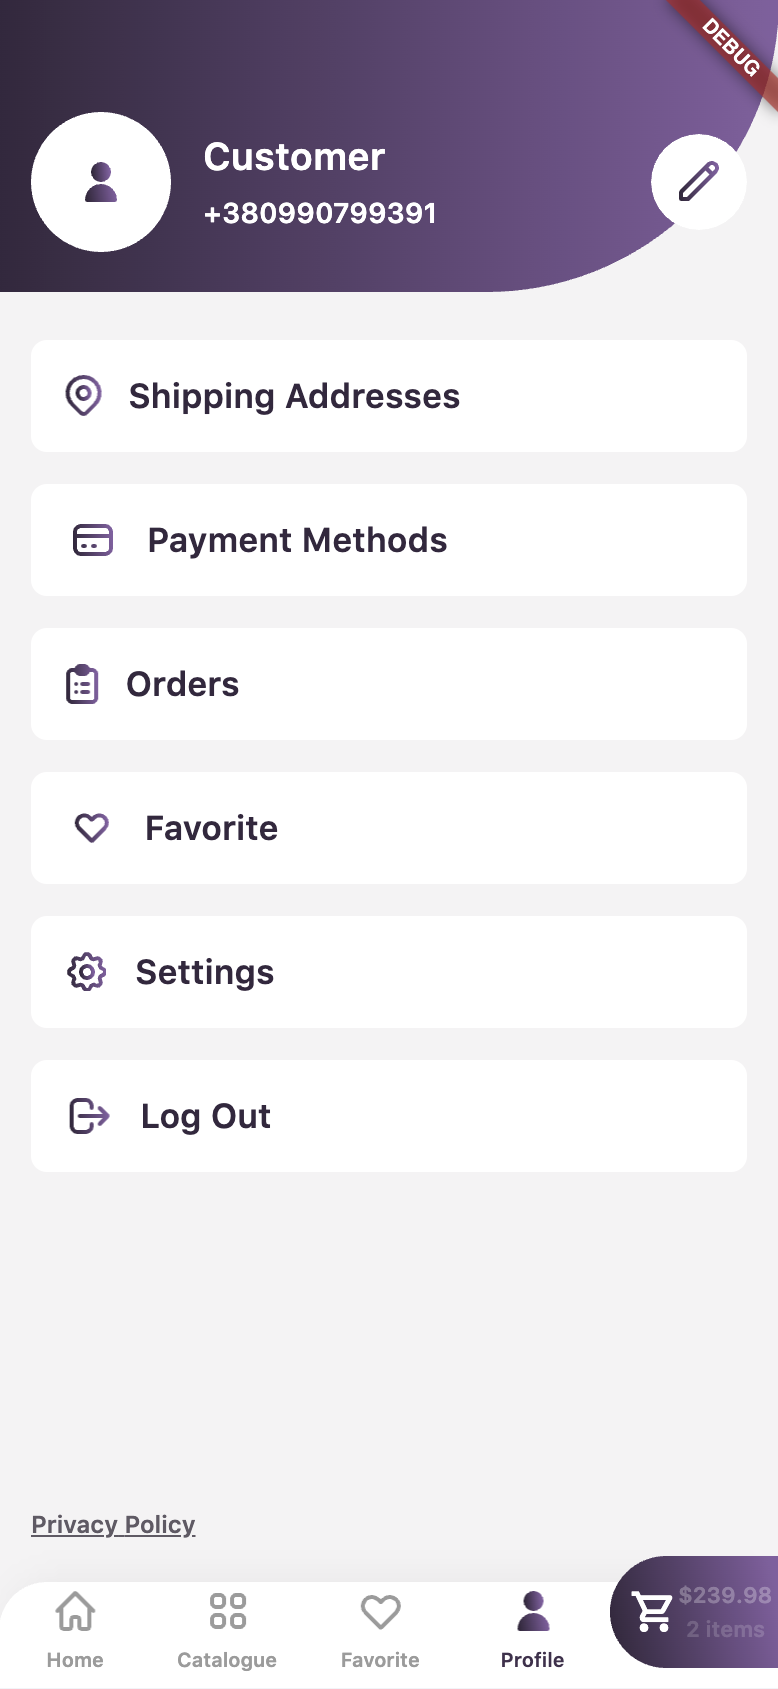 DEBUG
Customer
+380990799391
Shipping Addresses
Payment Methods
Orders
Favorite
Settings
Log Out
Privacy Policy
$239.98
2 items
Home
Catalogue
Favorite
Profile